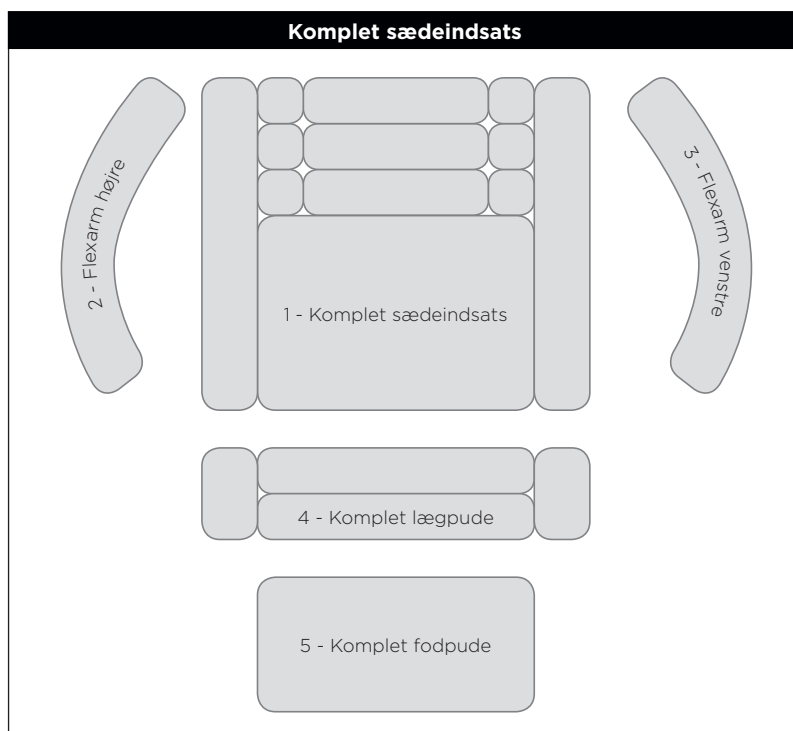 Komplet sædeindsats
2 - Flexarm højre
3 - Flexarm venstre
1 - Komplet sædeindsats
4 - Komplet lægpude
5 - Komplet fodpude